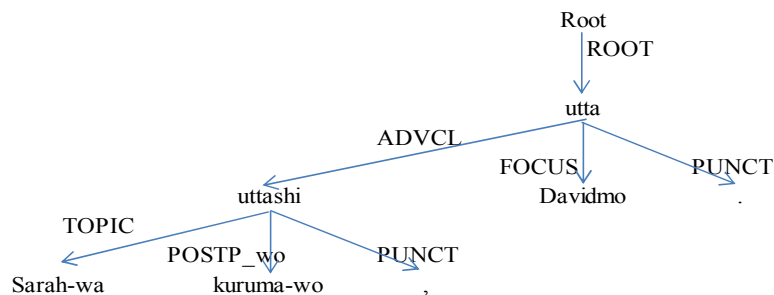 Root
ROOT
utta
ADVCL
FOCUS
PUNCT
uttashi
Davidmo
.
TOPIC
POSTP_wo
PUNCT
Sarah-wa
kuruma-wo
,